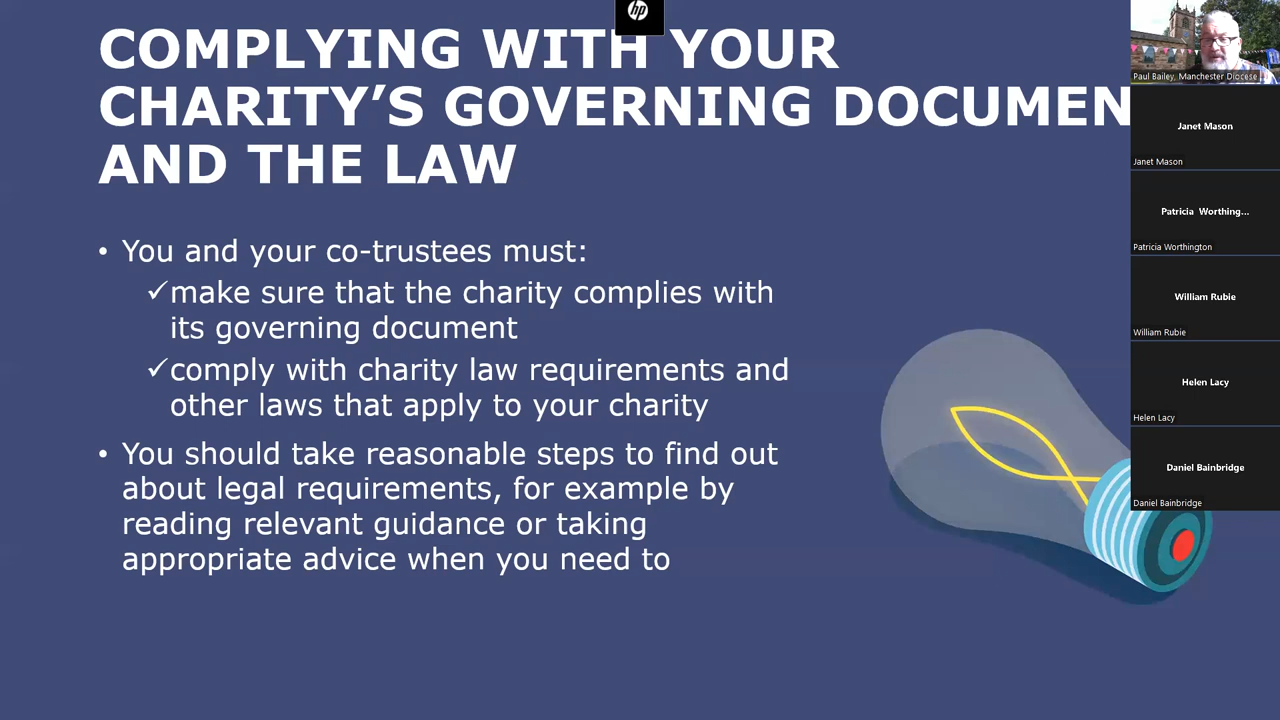 hp
COMPLYING WITH YOUR
CHARITY’S GOVERNING DOCUMEN
AND THE LAW
• You and your co-trustees must:
✓make sure that the charity complies with
its governing document
✓comply with charity law requirements and
other laws that apply to your charity
• You should take reasonable steps to find out
about legal requirements, for example by
reading relevant guidance or taking
appropriate advice when you need to
Paul Bailey, Manchester Diocese ...
Janet Mason
Janet Mason
Patricia Worthing...
Patricia Worthington
William Rubie
William Rubie
Helen Lacy
Helen Lacy
Daniel Bainbridge
Daniel Bainbridge